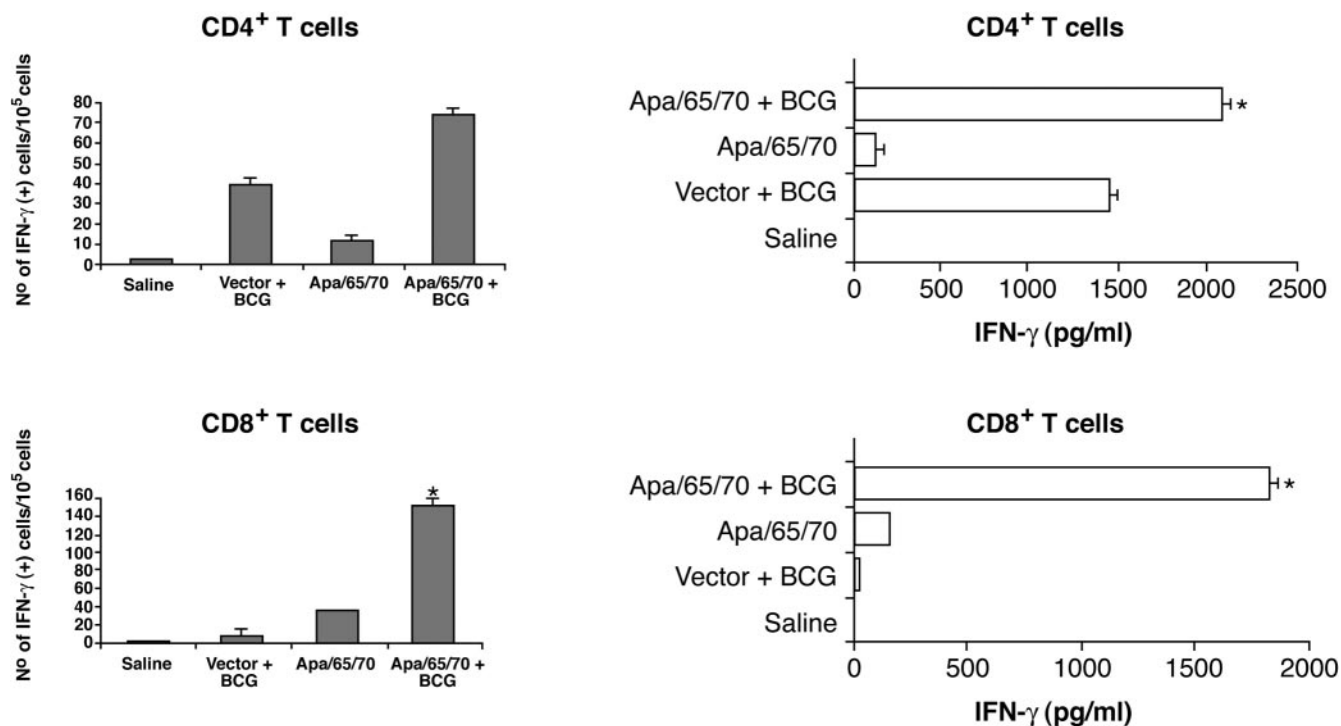 CD4+ T cells
Nº of IFN-γ (+) cells/10⁵ cells
80
70
60
50
40
30
20
10
0
Saline
Vector + BCG
Apa/65/70
Apa/65/70 + BCG
CD4+ T cells
Apa/65/70 + BCG
*
Apa/65/70
Vector + BCG
Saline
0 500 1000 1500 2000 2500
IFN-γ (pg/ml)
CD8+ T cells
Nº of IFN-γ (+) cells/10⁵ cells
160
140
120
100
80
60
40
20
0
*
Saline
Vector + BCG
Apa/65/70
Apa/65/70 + BCG
CD8+ T cells
Apa/65/70 + BCG
*
Apa/65/70
Vector + BCG
Saline
0 500 1000 1500 2000
IFN-γ (pg/ml)